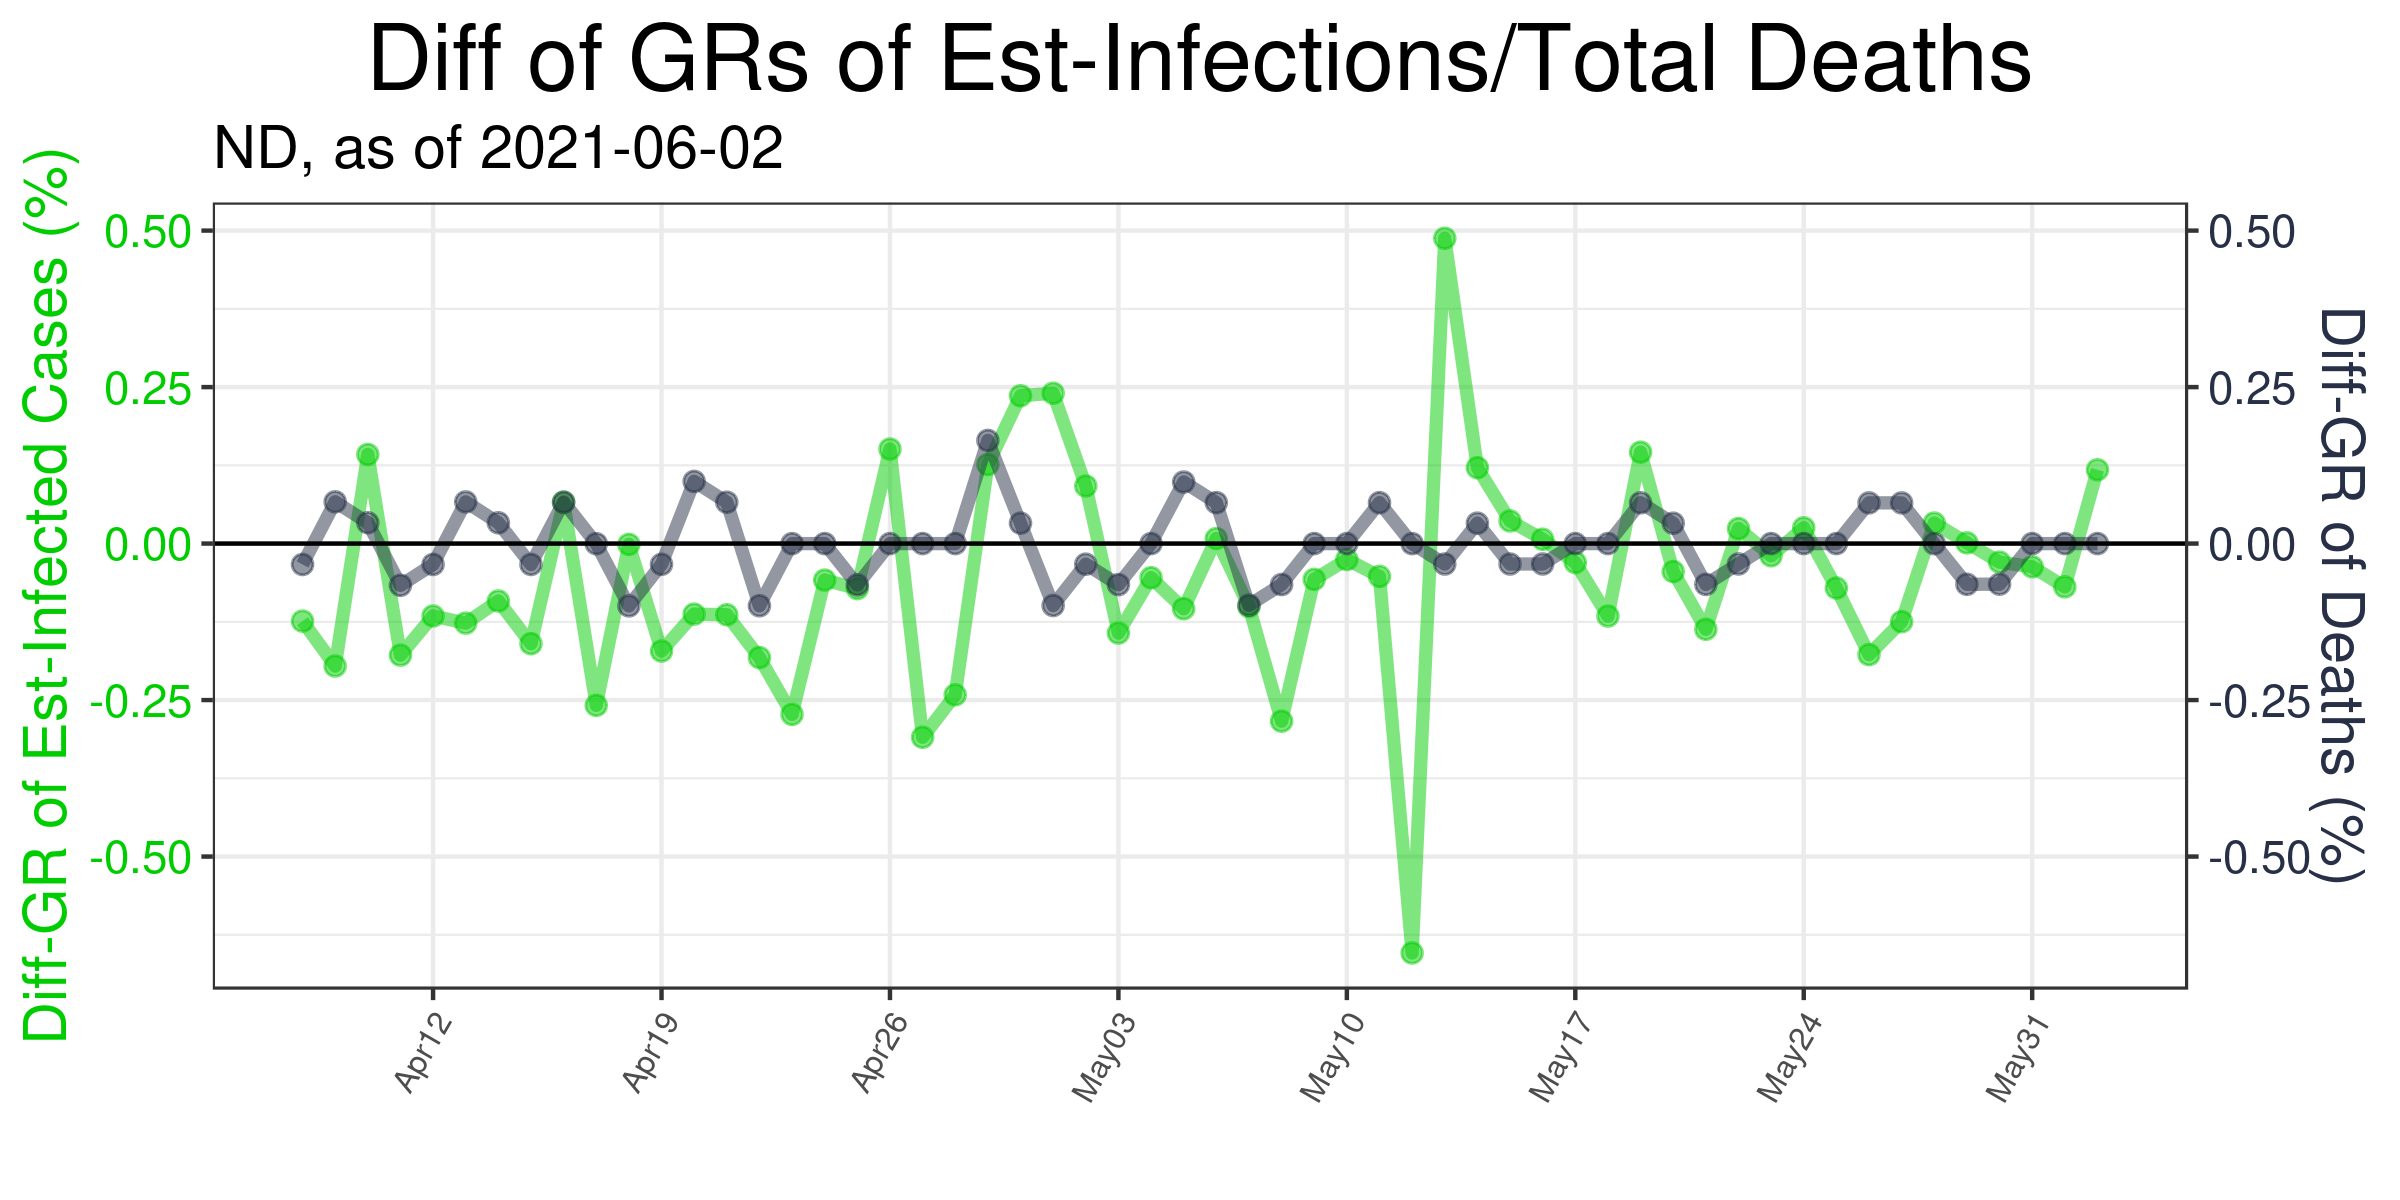 Diff of GRs of Est-Infections/Total Deaths
ND, as of 2021-06-02
Diff-GR of Est-Infected Cases (%)
0.50
0.25
0.00
-0.25
-0.50
0.50
0.25
0.00
-0.25
-0.50
Diff-GR of Deaths (%)
Apr12
Apr19
Apr26
May03
May10
May17
May24
May31